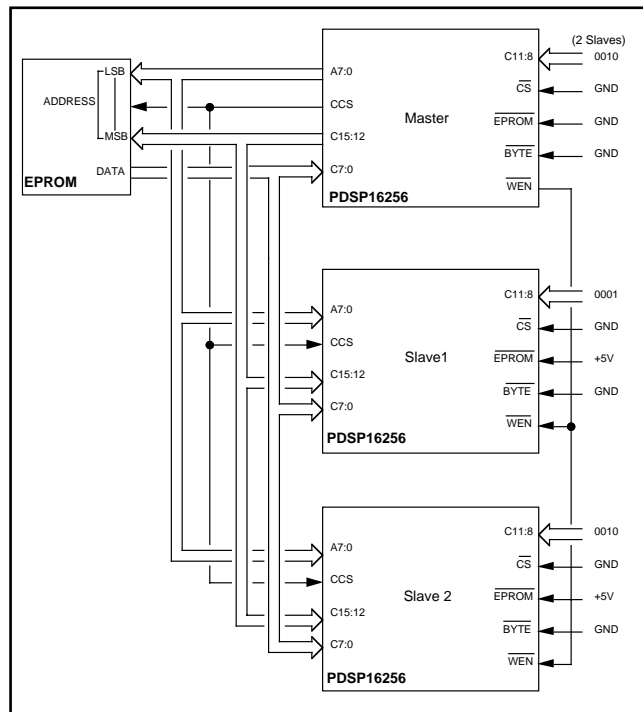 EPROM
ADDRESS
LSB
MSB
DATA
Master
PDSP16256
A7:0
CCS
C15:12
C7:0
(2 Slaves)
C11:8 0010
CS GND
EPROM GND
BYTE GND
WEN
Slave1
PDSP16256
A7:0
CCS
C15:12
C7:0
C11:8 0001
CS GND
EPROM +5V
BYTE GND
WEN
Slave 2
PDSP16256
A7:0
CCS
C15:12
C7:0
C11:8 0010
CS GND
EPROM +5V
BYTE GND
WEN